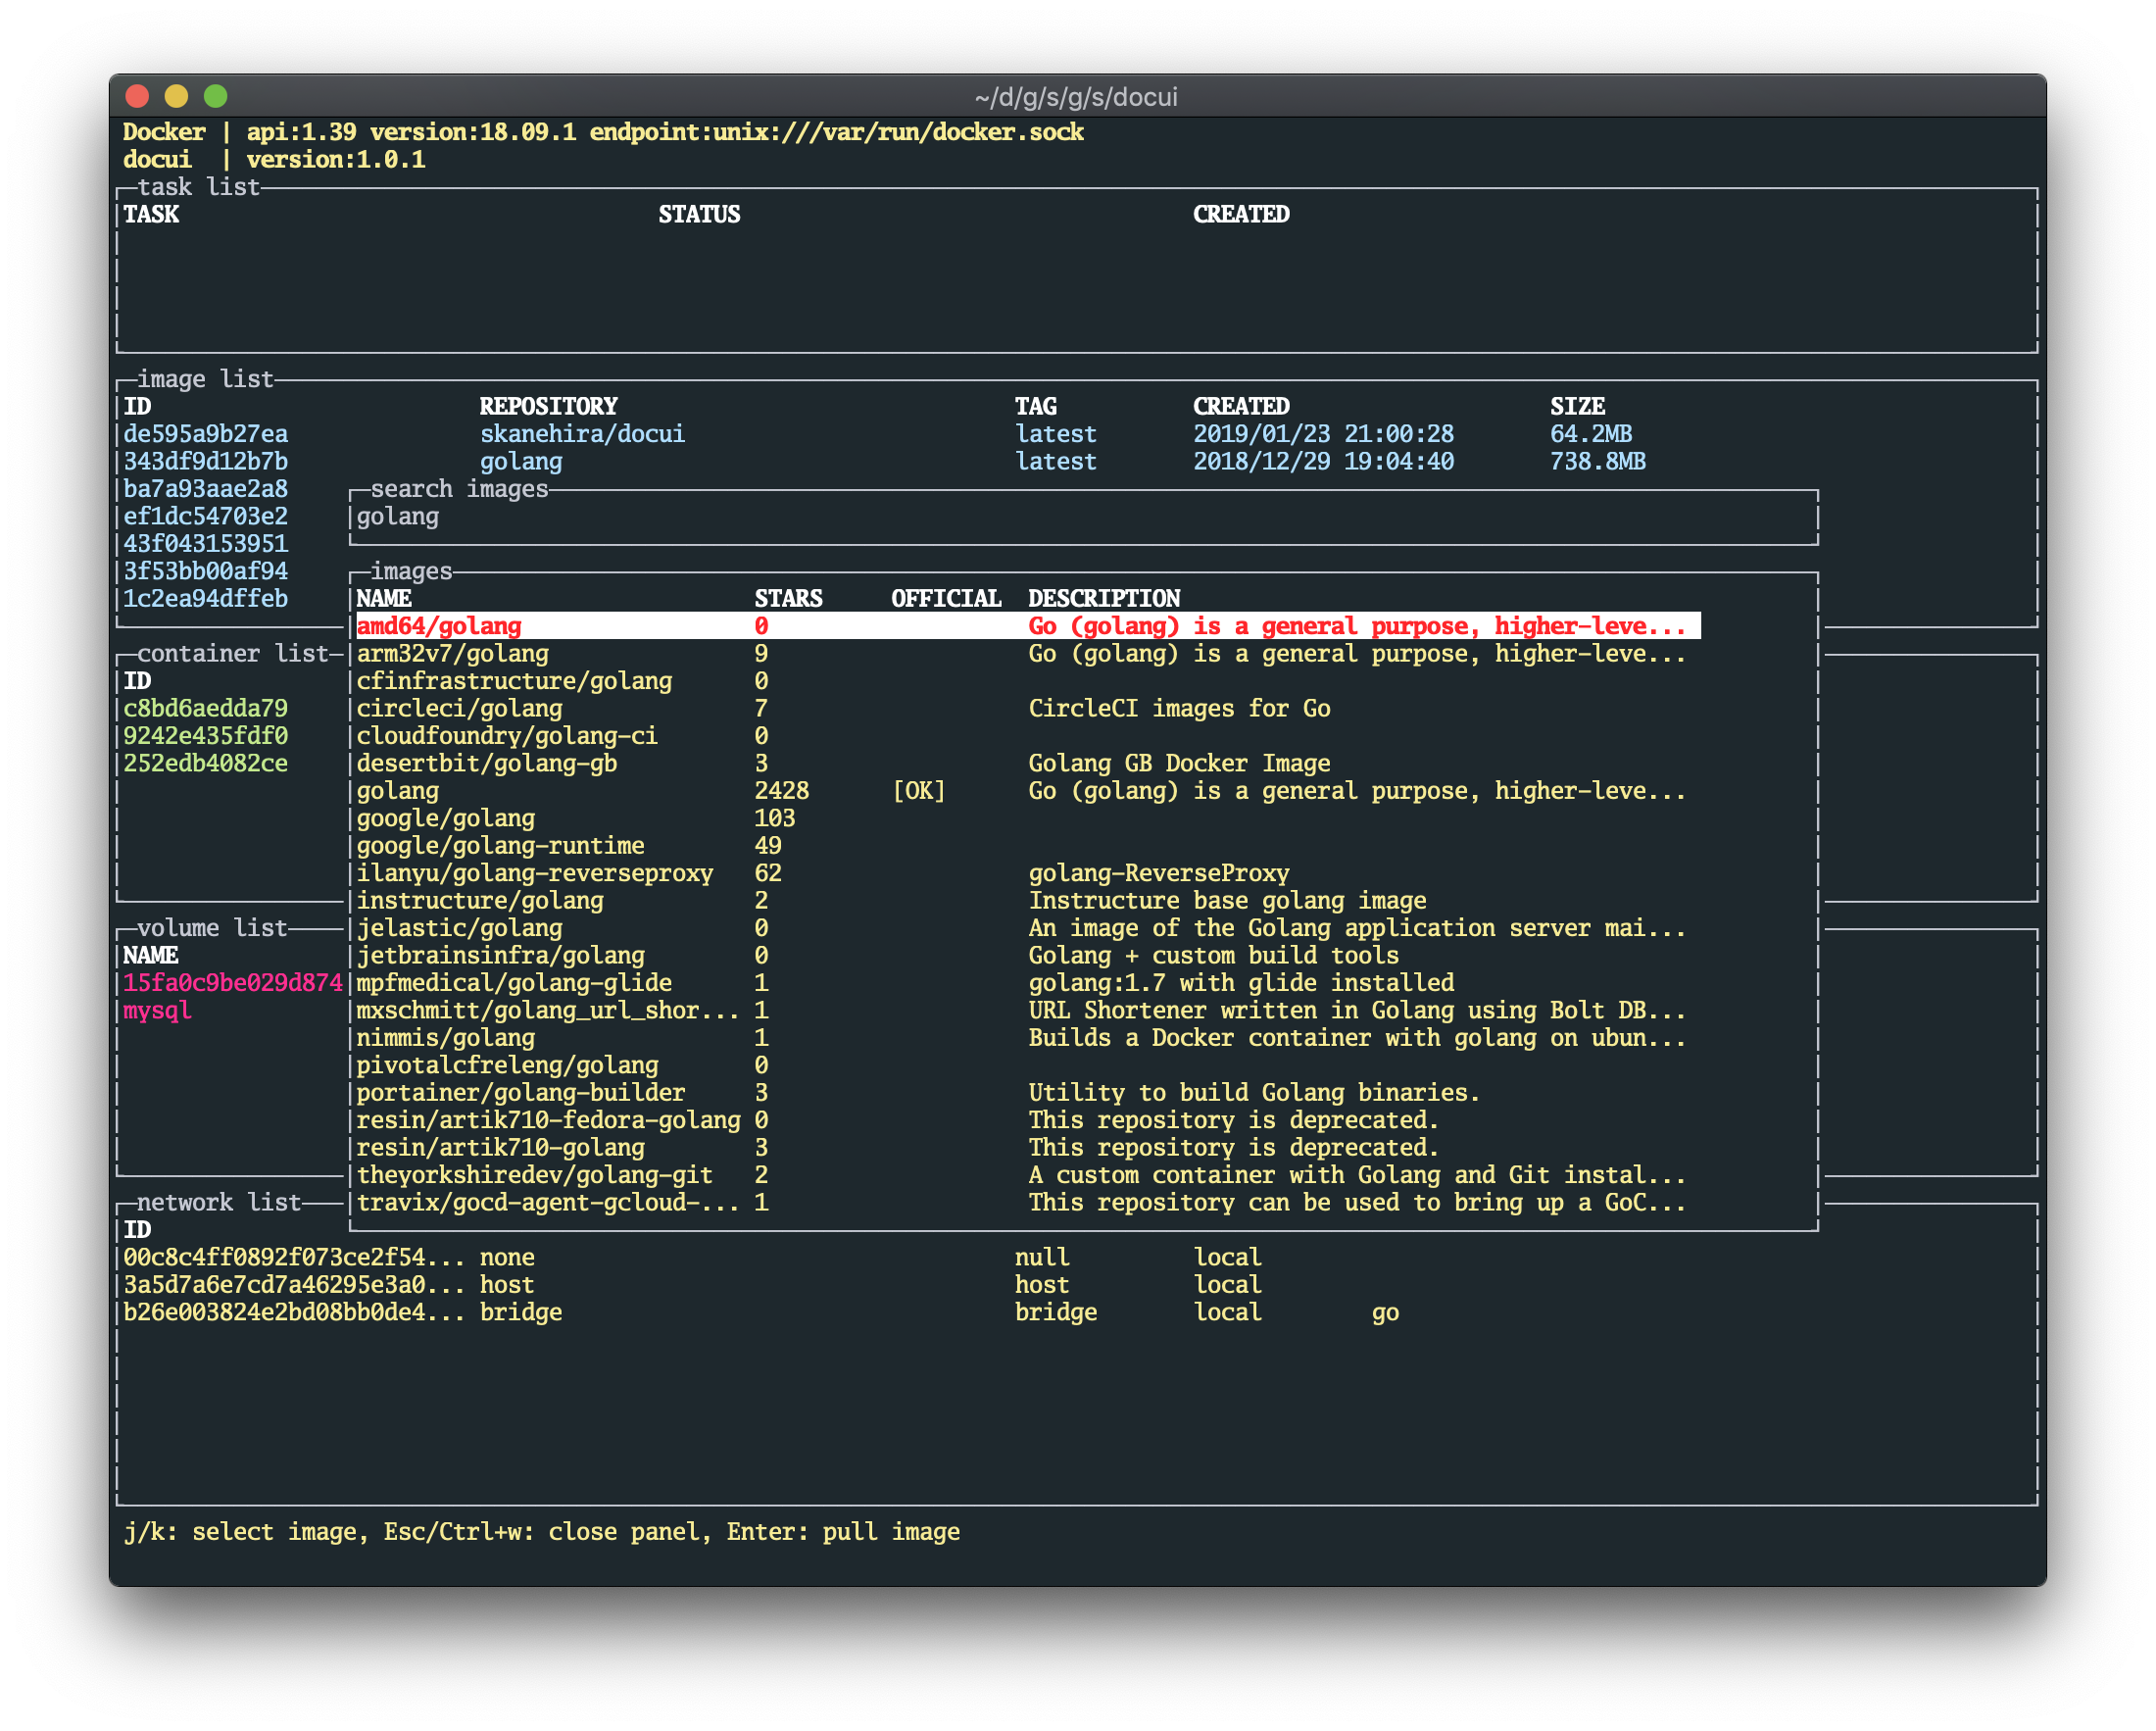 ~/d/g/s/g/s/docui
Docker | api:1.39 version:18.09.1 endpoint:unix:///var/run/docker.sock
docui | version:1.0.1
task list
TASK STATUS CREATED
image list
ID REPOSITORY TAG CREATED SIZE
de595a9b27ea skanehira/docui latest 2019/01/23 21:00:28 64.2MB
343df9d12b7b golang latest 2018/12/29 19:04:40 738.8MB
ba7a93aae2a8
ef1dc54703e2
43f043153951
3f53bb00af94
1c2ea94dffeb
search images
golang
images
NAME STARS OFFICIAL DESCRIPTION
amd64/golang 0 Go (golang) is a general purpose, higher-leve...
arm32v7/golang 9 Go (golang) is a general purpose, higher-leve...
cfinfrastructure/golang 0
circleci/golang 7 CircleCI images for Go
cloudfoundry/golang-ci 0
desertbit/golang-gb 3 Golang GB Docker Image
golang 2428 [OK] Go (golang) is a general purpose, higher-leve...
google/golang 103
google/golang-runtime 49
ilanyu/golang-reverseproxy 62 golang-ReverseProxy
instructure/golang 2 Instructure base golang image
jelastic/golang 0 An image of the Golang application server mai...
jetbrainsinfra/golang 0 Golang + custom build tools
mpfmedical/golang-glide 1 golang:1.7 with glide installed
mxschmitt/golang_url_shor... 1 URL Shortener written in Golang using Bolt DB...
nimmis/golang 1 Builds a Docker container with golang on ubun...
pivotalcfreleng/golang 0
portainer/golang-builder 3 Utility to build Golang binaries.
resin/artik710-fedora-golang 0 This repository is deprecated.
resin/artik710-golang 3 This repository is deprecated.
theyorkshiredev/golang-git 2 A custom container with Golang and Git instal...
travix/gocd-agent-gcloud-... 1 This repository can be used to bring up a GoC...
container list
ID
c8bd6aedda79
9242e435fdf0
252edb4082ce
volume list
NAME
15fa0c9be029d874
mysql
network list
ID
00c8c4ff0892f073ce2f54... none null local
3a5d7a6e7cd7a46295e3a0... host host local
b26e003824e2bd08bb0de4... bridge bridge local go
j/k: select image, Esc/Ctrl+w: close panel, Enter: pull image